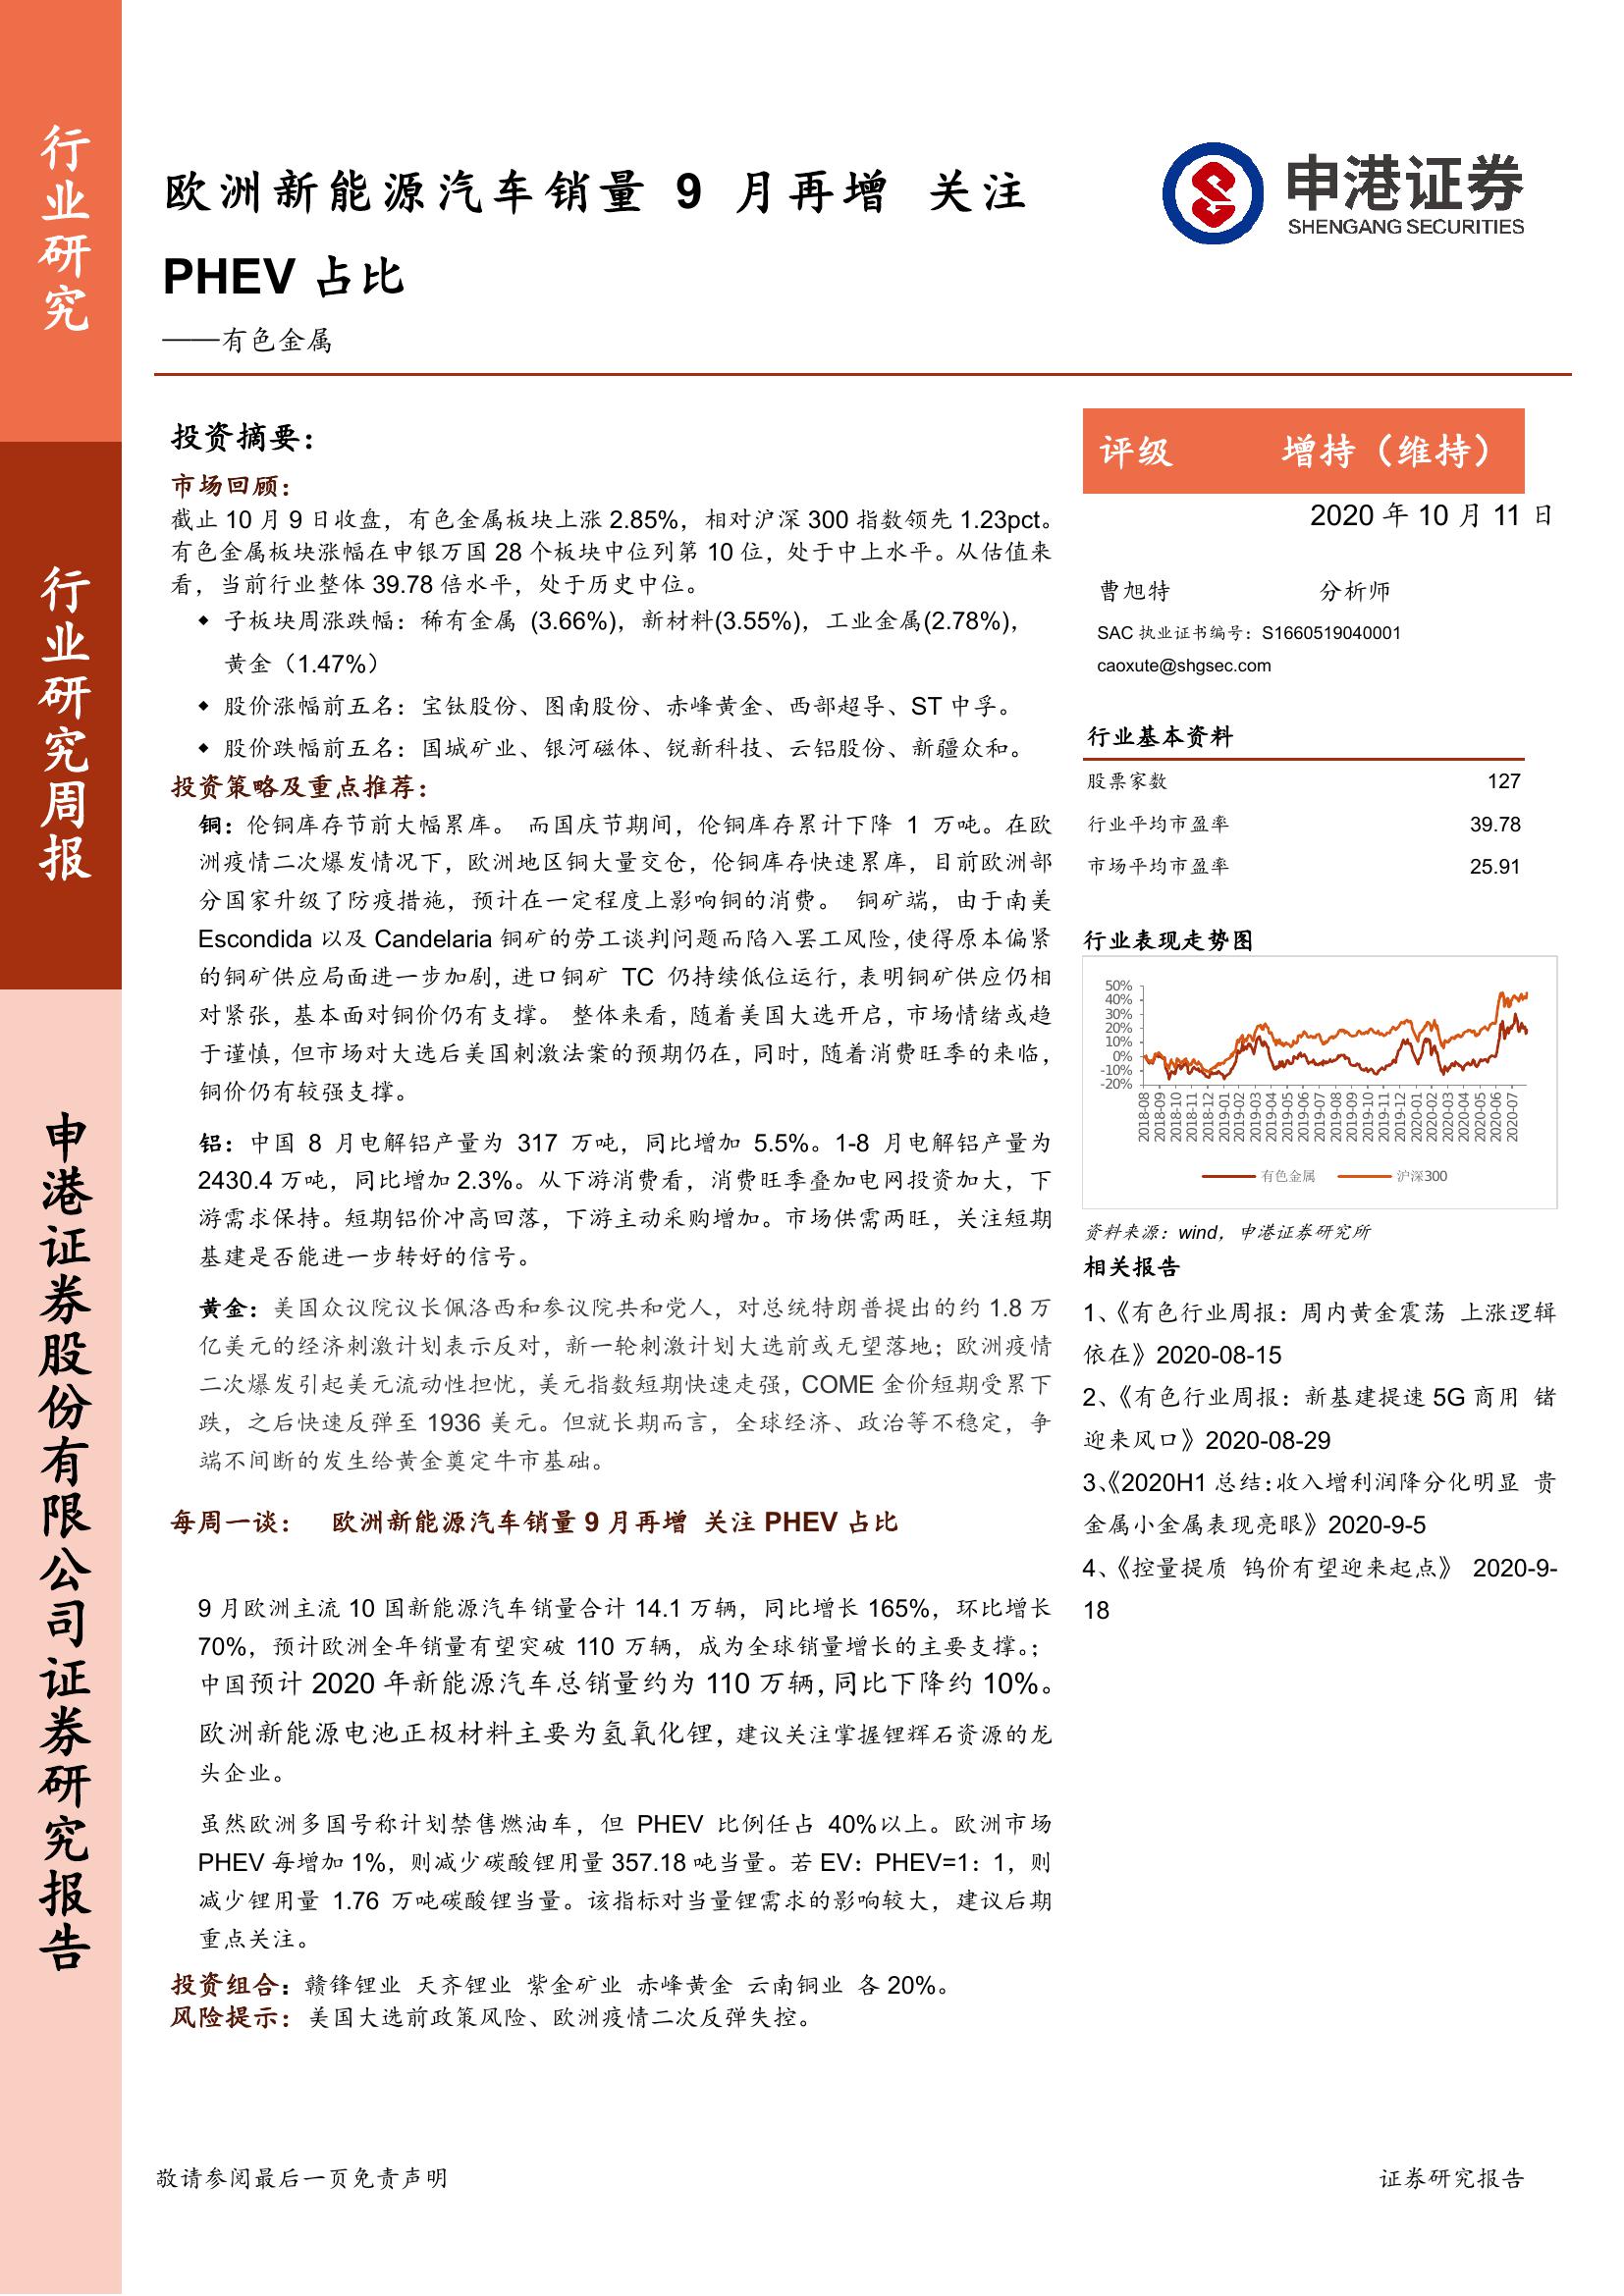 行业研究
行业研究周报
申港证券股份有限公司证券研究报告
欧洲新能源汽车销量 9 月再增 关注
PHEV 占比
——有色金属
申港证券
SHENGANG SECURITIES
投资摘要：
市场回顾：
截止 10 月 9 日收盘，有色金属板块上涨 2.85%，相对沪深 300 指数领先 1.23pct。
有色金属板块涨幅在申银万国 28 个板块中位列第 10 位，处于中上水平。从估值来
看，当前行业整体 39.78 倍水平，处于历史中位。
◆ 子板块周涨跌幅：稀有金属 (3.66%)，新材料(3.55%)，工业金属(2.78%)，
黄金（1.47%）
◆ 股价涨幅前五名：宝钛股份、图南股份、赤峰黄金、西部超导、ST 中孚。
◆ 股价跌幅前五名：国城矿业、银河磁体、锐新科技、云铝股份、新疆众和。
投资策略及重点推荐：
铜：伦铜库存节前大幅累库。 而国庆节期间，伦铜库存累计下降 1 万吨。在欧
洲疫情二次爆发情况下，欧洲地区铜大量交仓，伦铜库存快速累库，目前欧洲部
分国家升级了防疫措施，预计在一定程度上影响铜的消费。 铜矿端，由于南美
Escondida 以及 Candelaria 铜矿的劳工谈判问题而陷入罢工风险，使得原本偏紧
的铜矿供应局面进一步加剧，进口铜矿 TC 仍持续低位运行，表明铜矿供应仍相
对紧张，基本面对铜价仍有支撑。 整体来看，随着美国大选开启，市场情绪或趋
于谨慎，但市场对大选后美国刺激法案的预期仍在，同时，随着消费旺季的来临，
铜价仍有较强支撑。
铝：中国 8 月电解铝产量为 317 万吨，同比增加 5.5%。1-8 月电解铝产量为
2430.4 万吨，同比增加 2.3%。从下游消费看，消费旺季叠加电网投资加大，下
游需求保持。短期铝价冲高回落，下游主动采购增加。市场供需两旺，关注短期
基建是否能进一步转好的信号。
黄金：美国众议院议长佩洛西和参议院共和党人，对总统特朗普提出的约 1.8 万
亿美元的经济刺激计划表示反对，新一轮刺激计划大选前或无望落地；欧洲疫情
二次爆发引起美元流动性担忧，美元指数短期快速走强，COME 金价短期受累下
跌，之后快速反弹至 1936 美元。但就长期而言，全球经济、政治等不稳定，争
端不间断的发生给黄金奠定牛市基础。
每周一谈： 欧洲新能源汽车销量 9 月再增 关注 PHEV 占比
9 月欧洲主流 10 国新能源汽车销量合计 14.1 万辆，同比增长 165%，环比增长
70%，预计欧洲全年销量有望突破 110 万辆，成为全球销量增长的主要支撑。；
中国预计 2020 年新能源汽车总销量约为 110 万辆，同比下降约 10%。
欧洲新能源电池正极材料主要为氢氧化锂，建议关注掌握锂辉石资源的龙
头企业。
虽然欧洲多国号称计划禁售燃油车，但 PHEV 比例任占 40%以上。欧洲市场
PHEV 每增加 1%，则减少碳酸锂用量 357.18 吨当量。若 EV：PHEV=1：1，则
减少锂用量 1.76 万吨碳酸锂当量。该指标对当量锂需求的影响较大，建议后期
重点关注。
投资组合：赣锋锂业 天齐锂业 紫金矿业 赤峰黄金 云南铜业 各 20%。
风险提示：美国大选前政策风险、欧洲疫情二次反弹失控。
评级 增持（维持）
2020 年 10 月 11 日
曹旭特 分析师
SAC 执业证书编号：S1660519040001
caoxute@shgsec.com
行业基本资料
股票家数 127
行业平均市盈率 39.78
市场平均市盈率 25.91
行业表现走势图
50%
40%
30%
20%
10%
0%
-10%
-20%
2018-08 2018-09 2018-10 2018-11 2018-12 2019-01 2019-02 2019-03 2019-04 2019-05 2019-06 2019-07 2019-08 2019-09 2019-10 2019-11 2019-12 2020-01 2020-02 2020-03 2020-04 2020-05 2020-06 2020-07
有色金属 沪深300
资料来源：wind，申港证券研究所
相关报告
1、《有色行业周报：周内黄金震荡 上涨逻辑
依在》2020-08-15
2、《有色行业周报：新基建提速 5G 商用 锗
迎来风口》2020-08-29
3、《2020H1 总结：收入增利润降分化明显 贵
金属小金属表现亮眼》2020-9-5
4、《控量提质 钨价有望迎来起点》 2020-9-
18
敬请参阅最后一页免责声明
证券研究报告